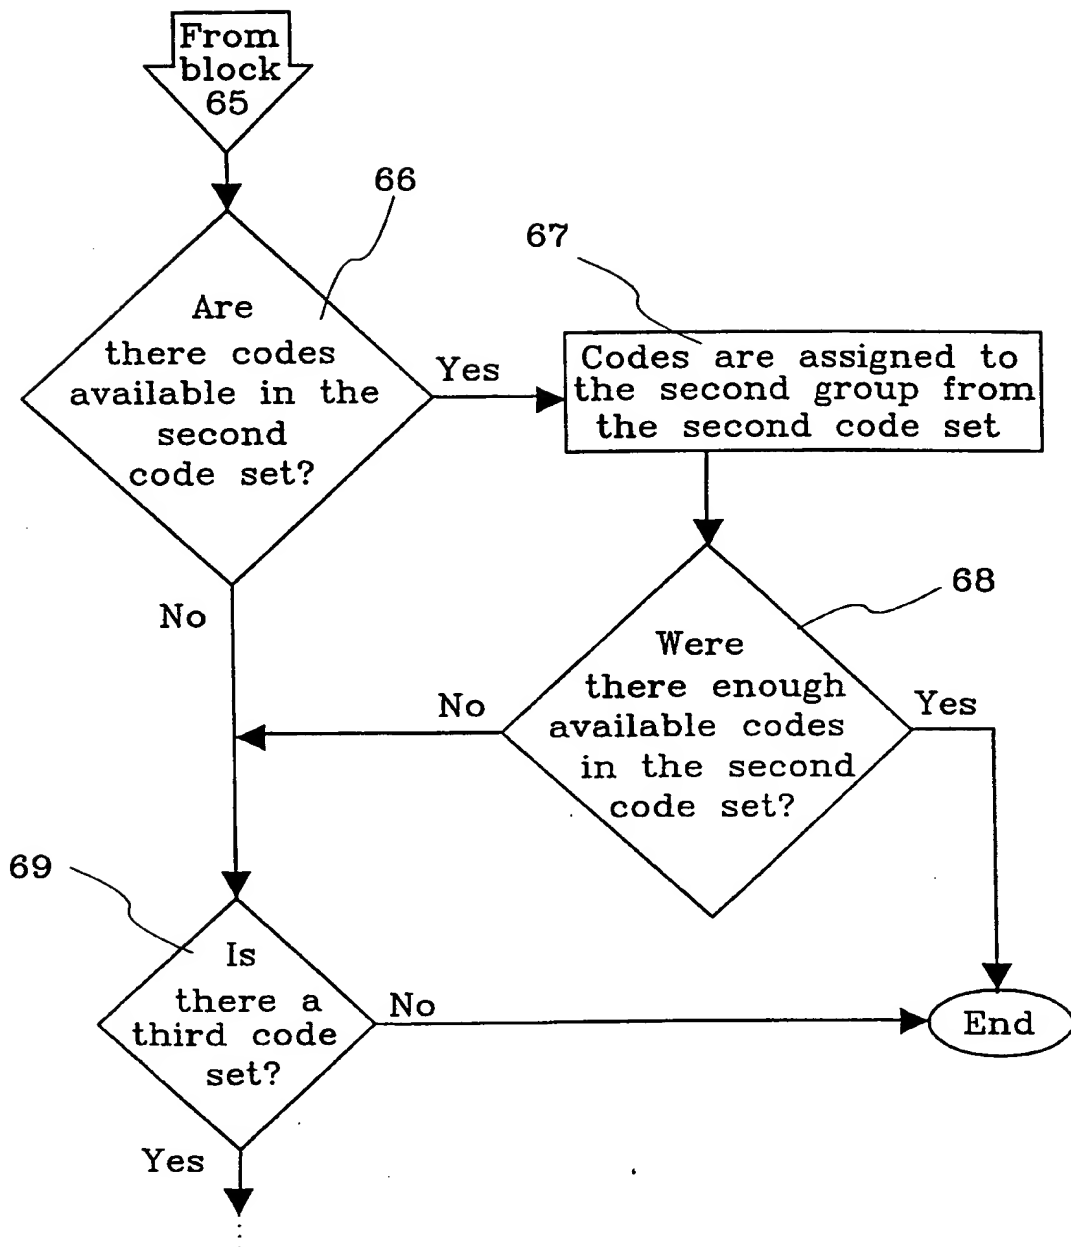 From
block
65
66
67
Are
there codes
available in the
second
code set?
Yes
Codes are assigned to
the second group from
the second code set
No
68
Were
there enough
available codes
in the second
code set?
No
Yes
69
Is
there a
third code
set?
No
End
Yes